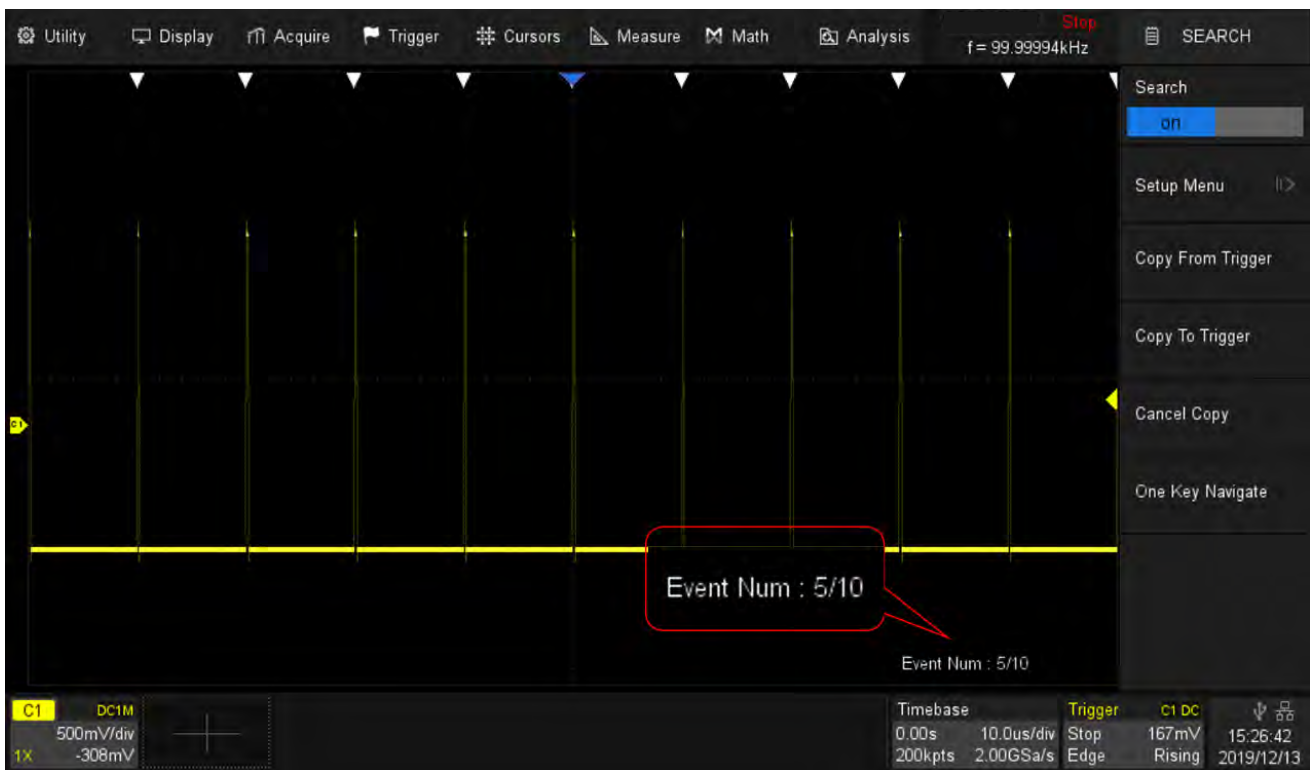 Utility Display Acquire Trigger Cursors Measure Math Analysis
Stop
f = 99.99994kHz
SEARCH
Search
on
Setup Menu
Copy From Trigger
Copy To Trigger
Cancel Copy
One Key Navigate
C1
Event Num : 5/10
Event Num : 5/10
C1 DC1M
500mV/div
1X -308mV
Timebase
0.00s 10.0us/div
200kpts 2.00GSa/s
Trigger C1 DC
Stop 167mV
Edge Rising
15:26:42
2019/12/13